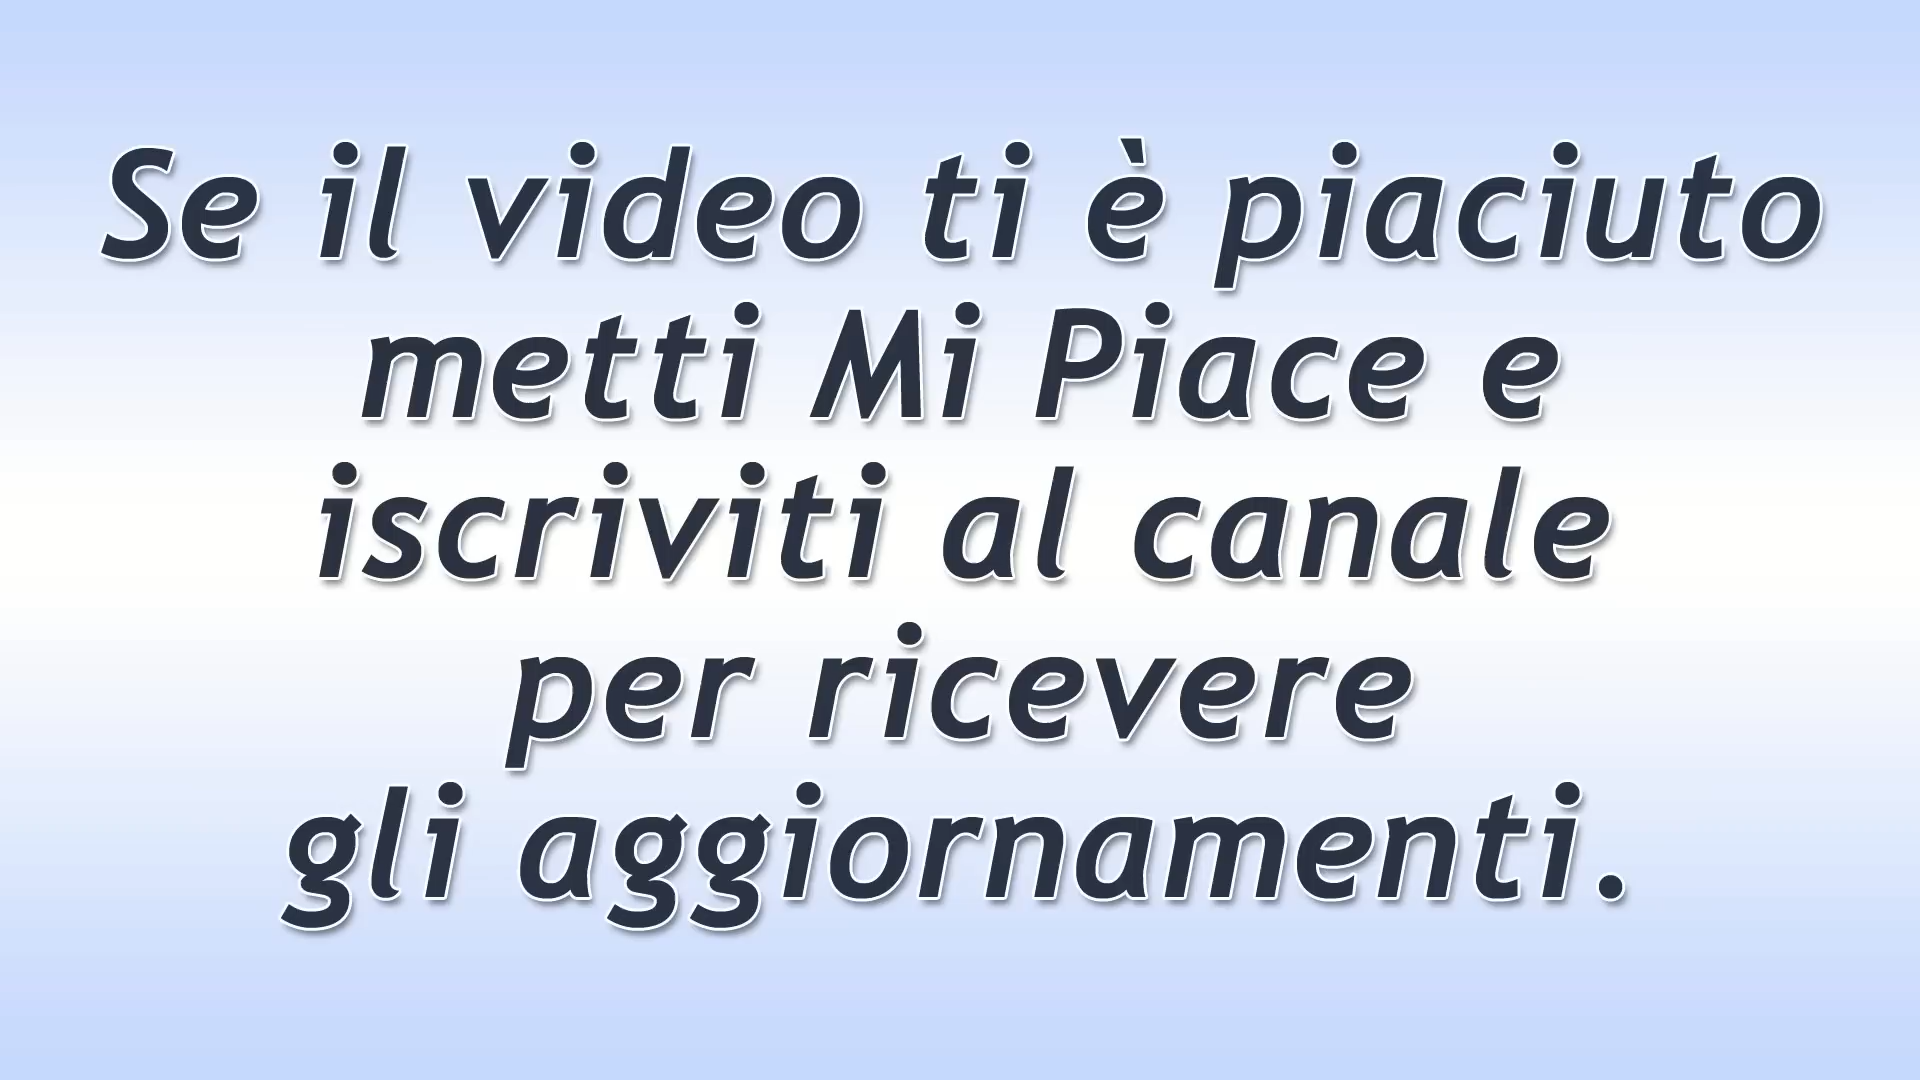 Se il video ti è piaciuto
metti Mi Piace e
iscriviti al canale
per ricevere
gli aggiornamenti.